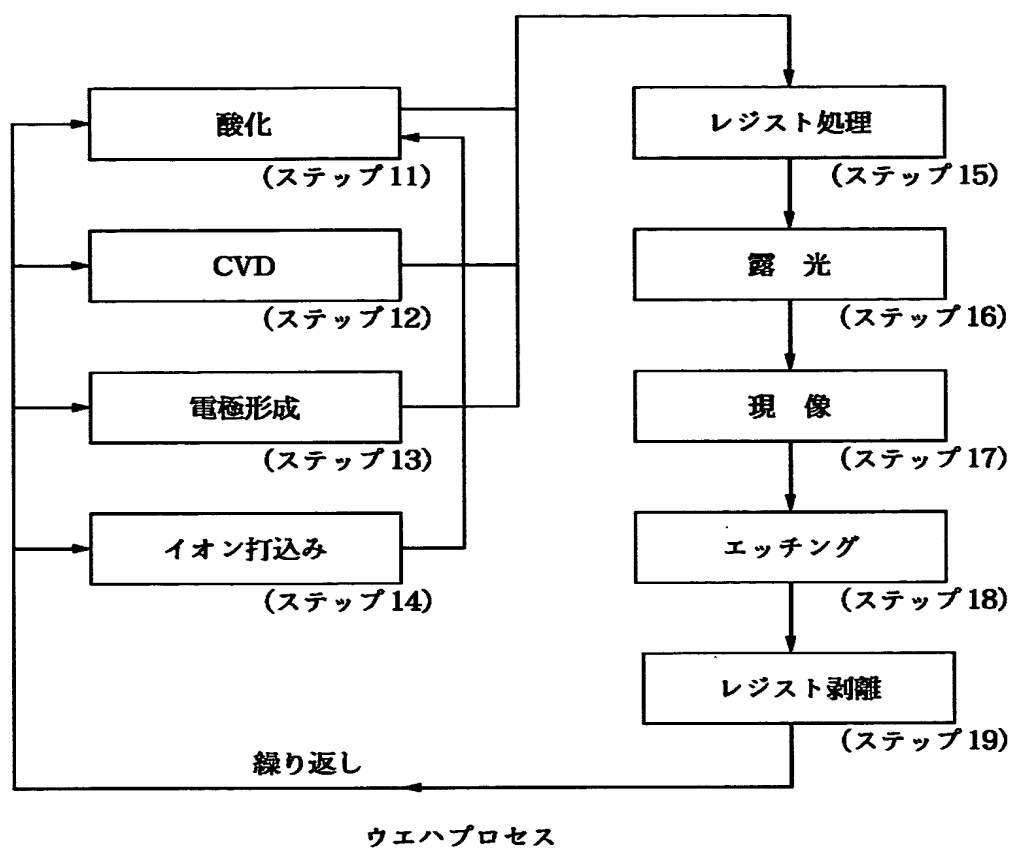 酸化
(ステップ11)
CVD
(ステップ12)
電極形成
(ステップ13)
イオン打込み
(ステップ14)
レジスト処理
(ステップ15)
露　光
(ステップ16)
現　像
(ステップ17)
エッチング
(ステップ18)
レジスト剥離
(ステップ19)
繰り返し
ウエハプロセス